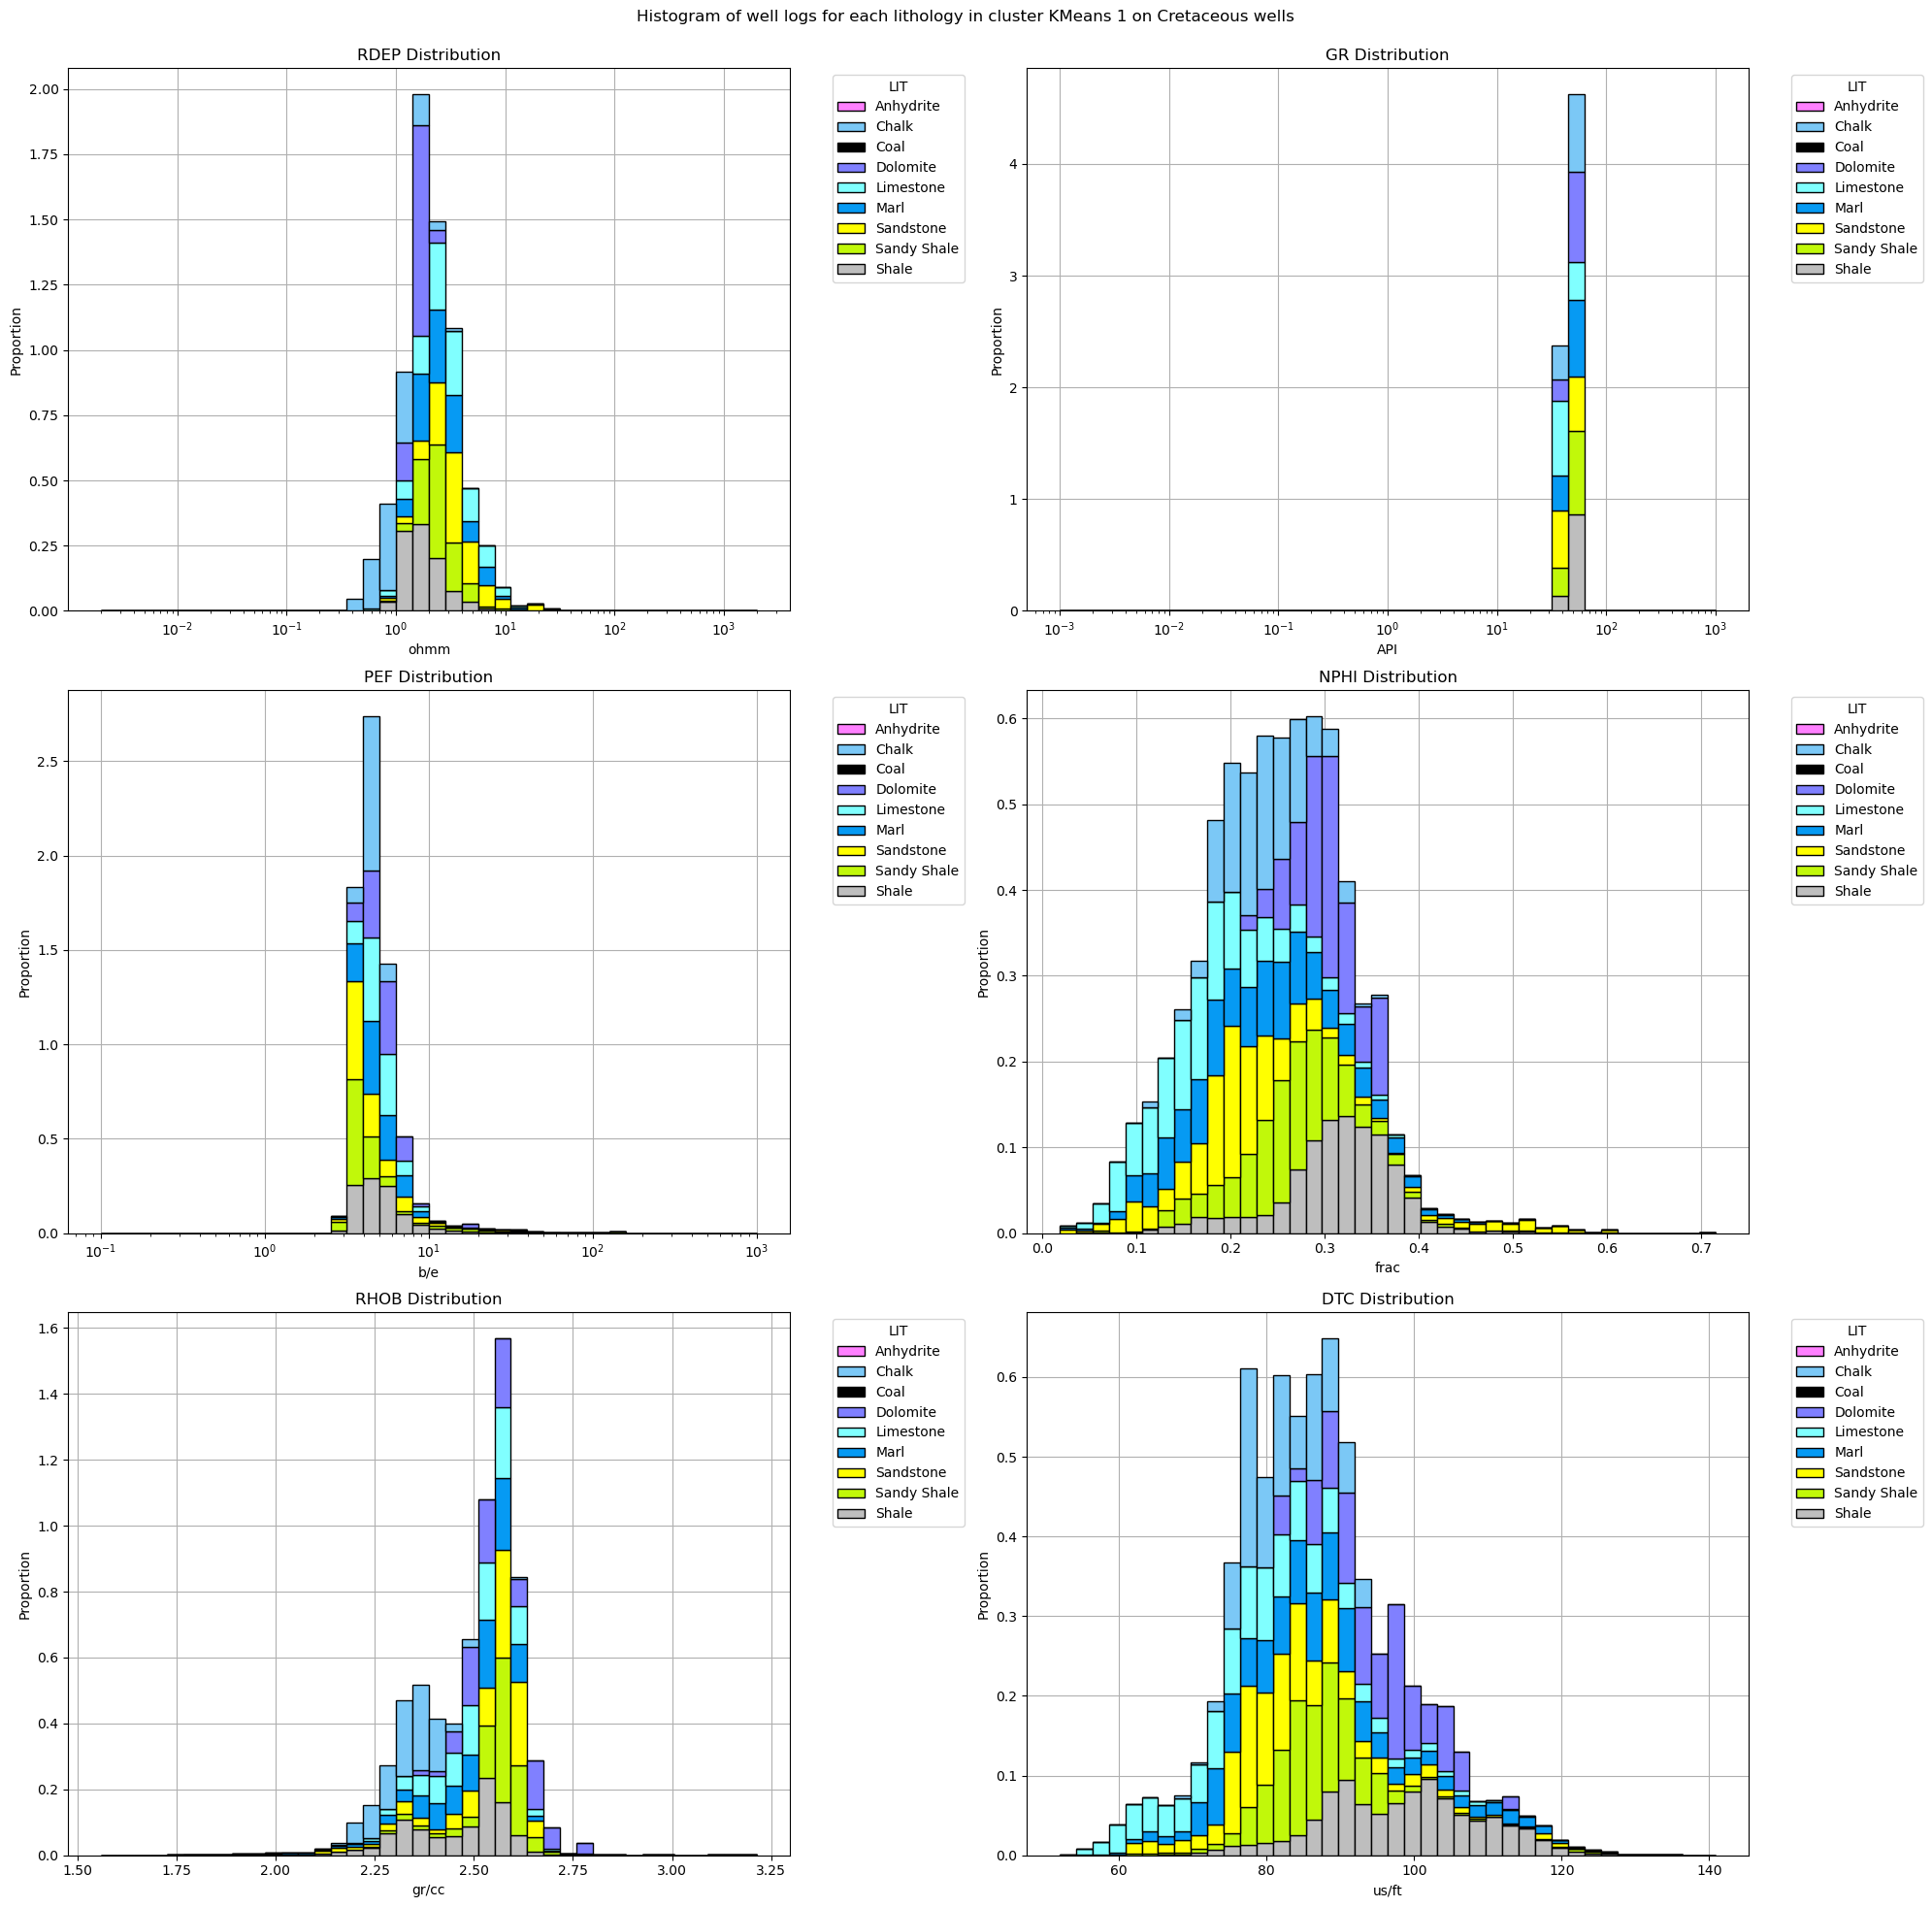 Histogram of well logs for each lithology in cluster KMeans 1 on Cretaceous wells
RDEP Distribution
Proportion
2.00
1.75
1.50
1.25
1.00
0.75
0.50
0.25
0.00
10⁻² 10⁻¹ 10⁰ 10¹ 10² 10³
ohmm
LIT
Anhydrite
Chalk
Coal
Dolomite
Limestone
Marl
Sandstone
Sandy Shale
Shale
GR Distribution
Proportion
4
3
2
1
0
10⁻³ 10⁻² 10⁻¹ 10⁰ 10¹ 10² 10³
API
LIT
Anhydrite
Chalk
Coal
Dolomite
Limestone
Marl
Sandstone
Sandy Shale
Shale
PEF Distribution
Proportion
2.5
2.0
1.5
1.0
0.5
0.0
10⁻¹ 10⁰ 10¹ 10² 10³
b/e
LIT
Anhydrite
Chalk
Coal
Dolomite
Limestone
Marl
Sandstone
Sandy Shale
Shale
NPHI Distribution
Proportion
0.6
0.5
0.4
0.3
0.2
0.1
0.0
0.0 0.1 0.2 0.3 0.4 0.5 0.6 0.7
frac
LIT
Anhydrite
Chalk
Coal
Dolomite
Limestone
Marl
Sandstone
Sandy Shale
Shale
RHOB Distribution
Proportion
1.6
1.4
1.2
1.0
0.8
0.6
0.4
0.2
0.0
1.50 1.75 2.00 2.25 2.50 2.75 3.00 3.25
gr/cc
LIT
Anhydrite
Chalk
Coal
Dolomite
Limestone
Marl
Sandstone
Sandy Shale
Shale
DTC Distribution
Proportion
0.6
0.5
0.4
0.3
0.2
0.1
0.0
60 80 100 120 140
us/ft
LIT
Anhydrite
Chalk
Coal
Dolomite
Limestone
Marl
Sandstone
Sandy Shale
Shale